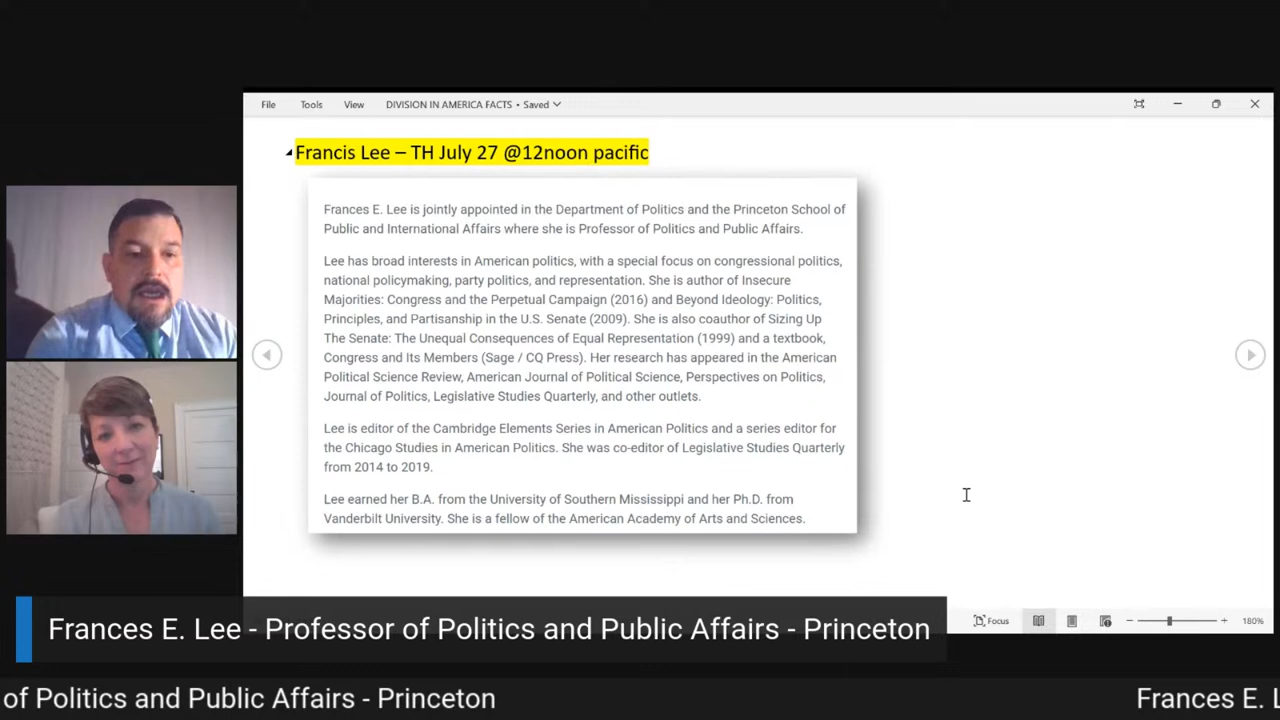 File Tools View DIVISION IN AMERICA FACTS • Saved
Francis Lee – TH July 27 @12noon pacific
Frances E. Lee is jointly appointed in the Department of Politics and the Princeton School of
Public and International Affairs where she is Professor of Politics and Public Affairs.
Lee has broad interests in American politics, with a special focus on congressional politics,
national policymaking, party politics, and representation. She is author of Insecure
Majorities: Congress and the Perpetual Campaign (2016) and Beyond Ideology: Politics,
Principles, and Partisanship in the U.S. Senate (2009). She is also coauthor of Sizing Up
The Senate: The Unequal Consequences of Equal Representation (1999) and a textbook,
Congress and Its Members (Sage / CQ Press). Her research has appeared in the American
Political Science Review, American Journal of Political Science, Perspectives on Politics,
Journal of Politics, Legislative Studies Quarterly, and other outlets.
Lee is editor of the Cambridge Elements Series in American Politics and a series editor for
the Chicago Studies in American Politics. She was co-editor of Legislative Studies Quarterly
from 2014 to 2019.
Lee earned her B.A. from the University of Southern Mississippi and her Ph.D. from
Vanderbilt University. She is a fellow of the American Academy of Arts and Sciences.
Focus 180%
Frances E. Lee - Professor of Politics and Public Affairs - Princeton
of Politics and Public Affairs - Princeton Frances E. L